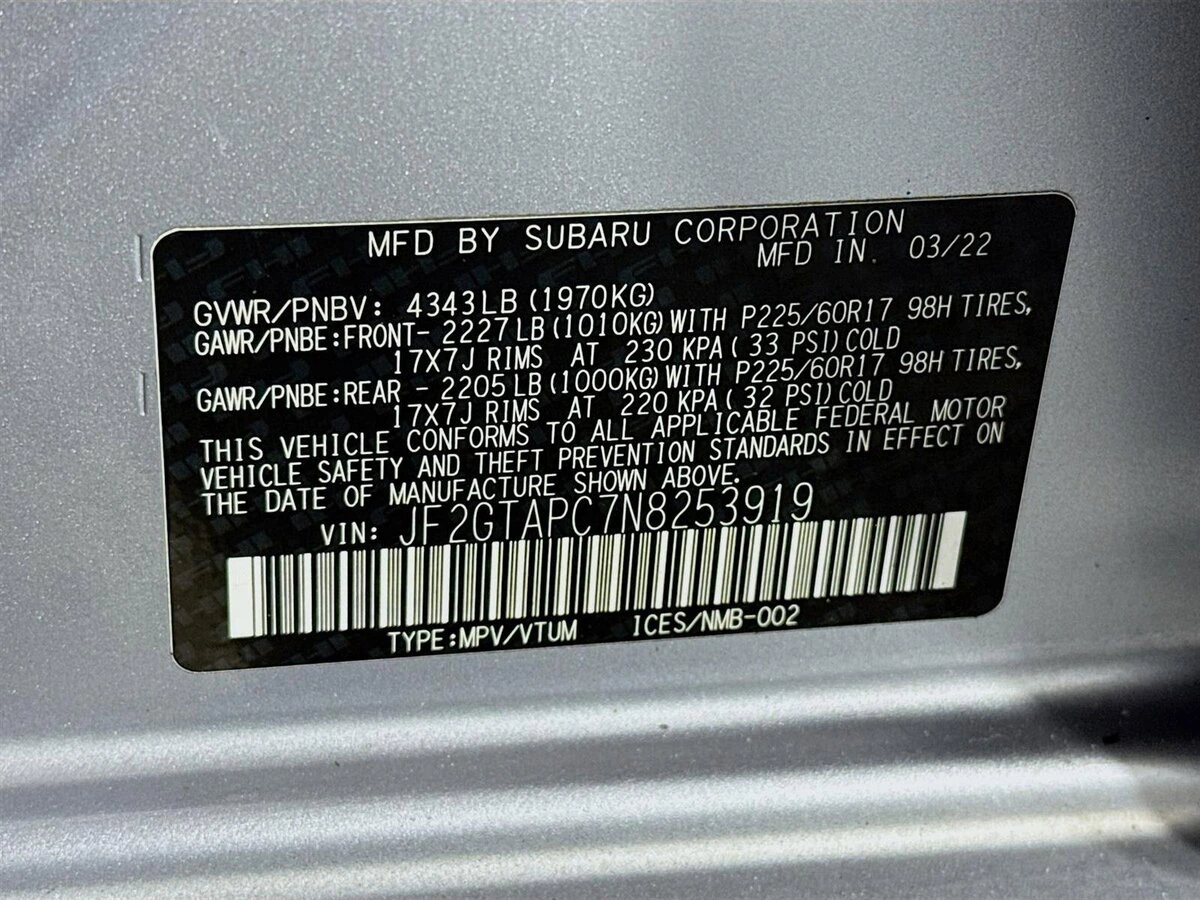 MFD BY SUBARU CORPORATION
MFD IN. 03/22
GVWR/PNBV: 4343LB (1970KG)
GAWR/PNBE:FRONT- 2227LB(1010KG)WITH P225/60R17 98H TIRES,
17X7J RIMS AT 230 KPA( 33 PSI)COLD
GAWR/PNBE:REAR - 2205LB(1000KG)WITH P225/60R17 98H TIRES,
17X7J RIMS AT 220 KPA( 32 PSI)COLD
THIS VEHICLE CONFORMS TO ALL APPLICABLE FEDERAL MOTOR
VEHICLE SAFETY AND THEFT PREVENTION STANDARDS IN EFFECT ON
THE DATE OF MANUFACTURE SHOWN ABOVE.
VIN: JF2GTAPC7N8253919
TYPE:MPV/VTUM ICES/NMB-002